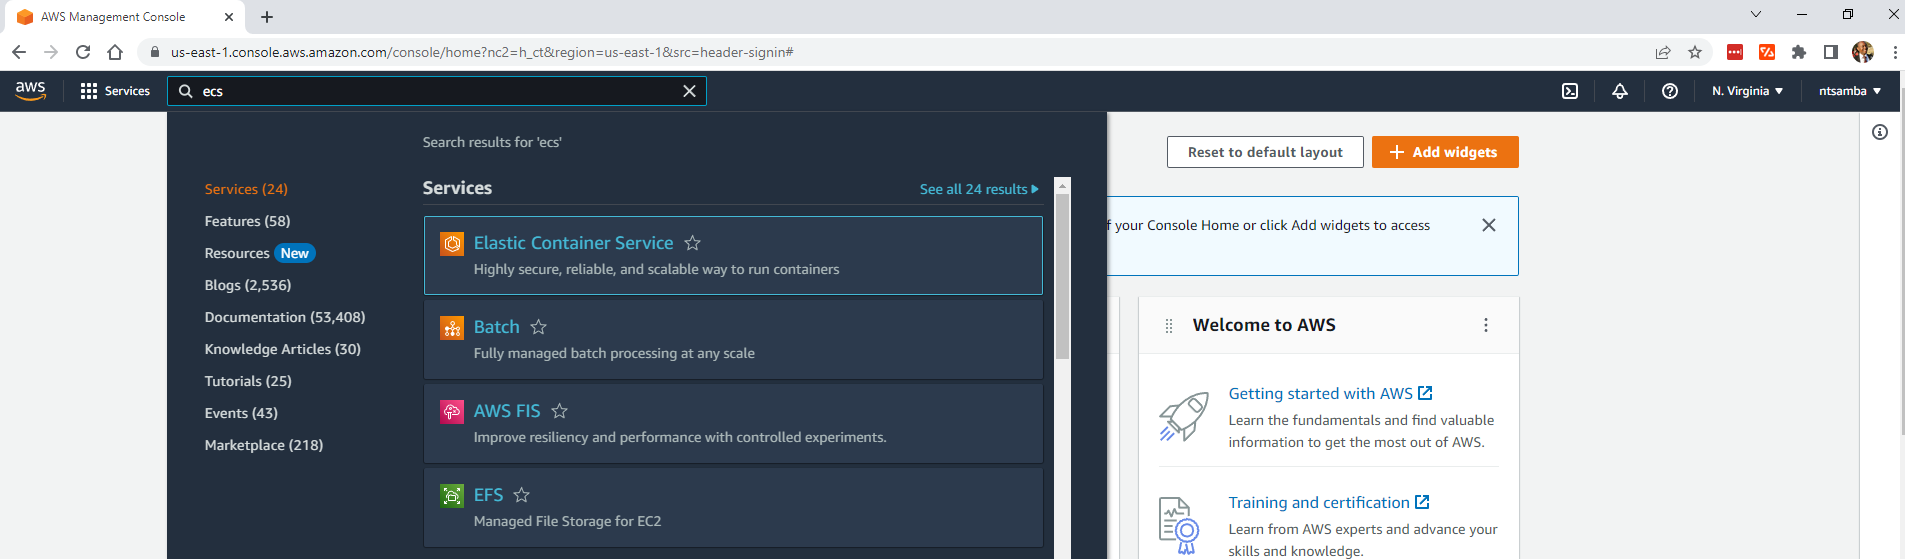 AWS Management Console
us-east-1.console.aws.amazon.com/console/home?nc2=h_ct&region=us-east-1&src=header-signin#
aws
Services
ecs
N. Virginia
ntsamba
Search results for 'ecs'
Services (24)
Features (58)
Resources New
Blogs (2,536)
Documentation (53,408)
Knowledge Articles (30)
Tutorials (25)
Events (43)
Marketplace (218)
Services
See all 24 results
Elastic Container Service
Highly secure, reliable, and scalable way to run containers
Batch
Fully managed batch processing at any scale
AWS FIS
Improve resiliency and performance with controlled experiments.
EFS
Managed File Storage for EC2
Reset to default layout
+ Add widgets
f your Console Home or click Add widgets to access
Welcome to AWS
Getting started with AWS
Learn the fundamentals and find valuable
information to get the most out of AWS.
Training and certification
Learn from AWS experts and advance your
skills and knowledge.